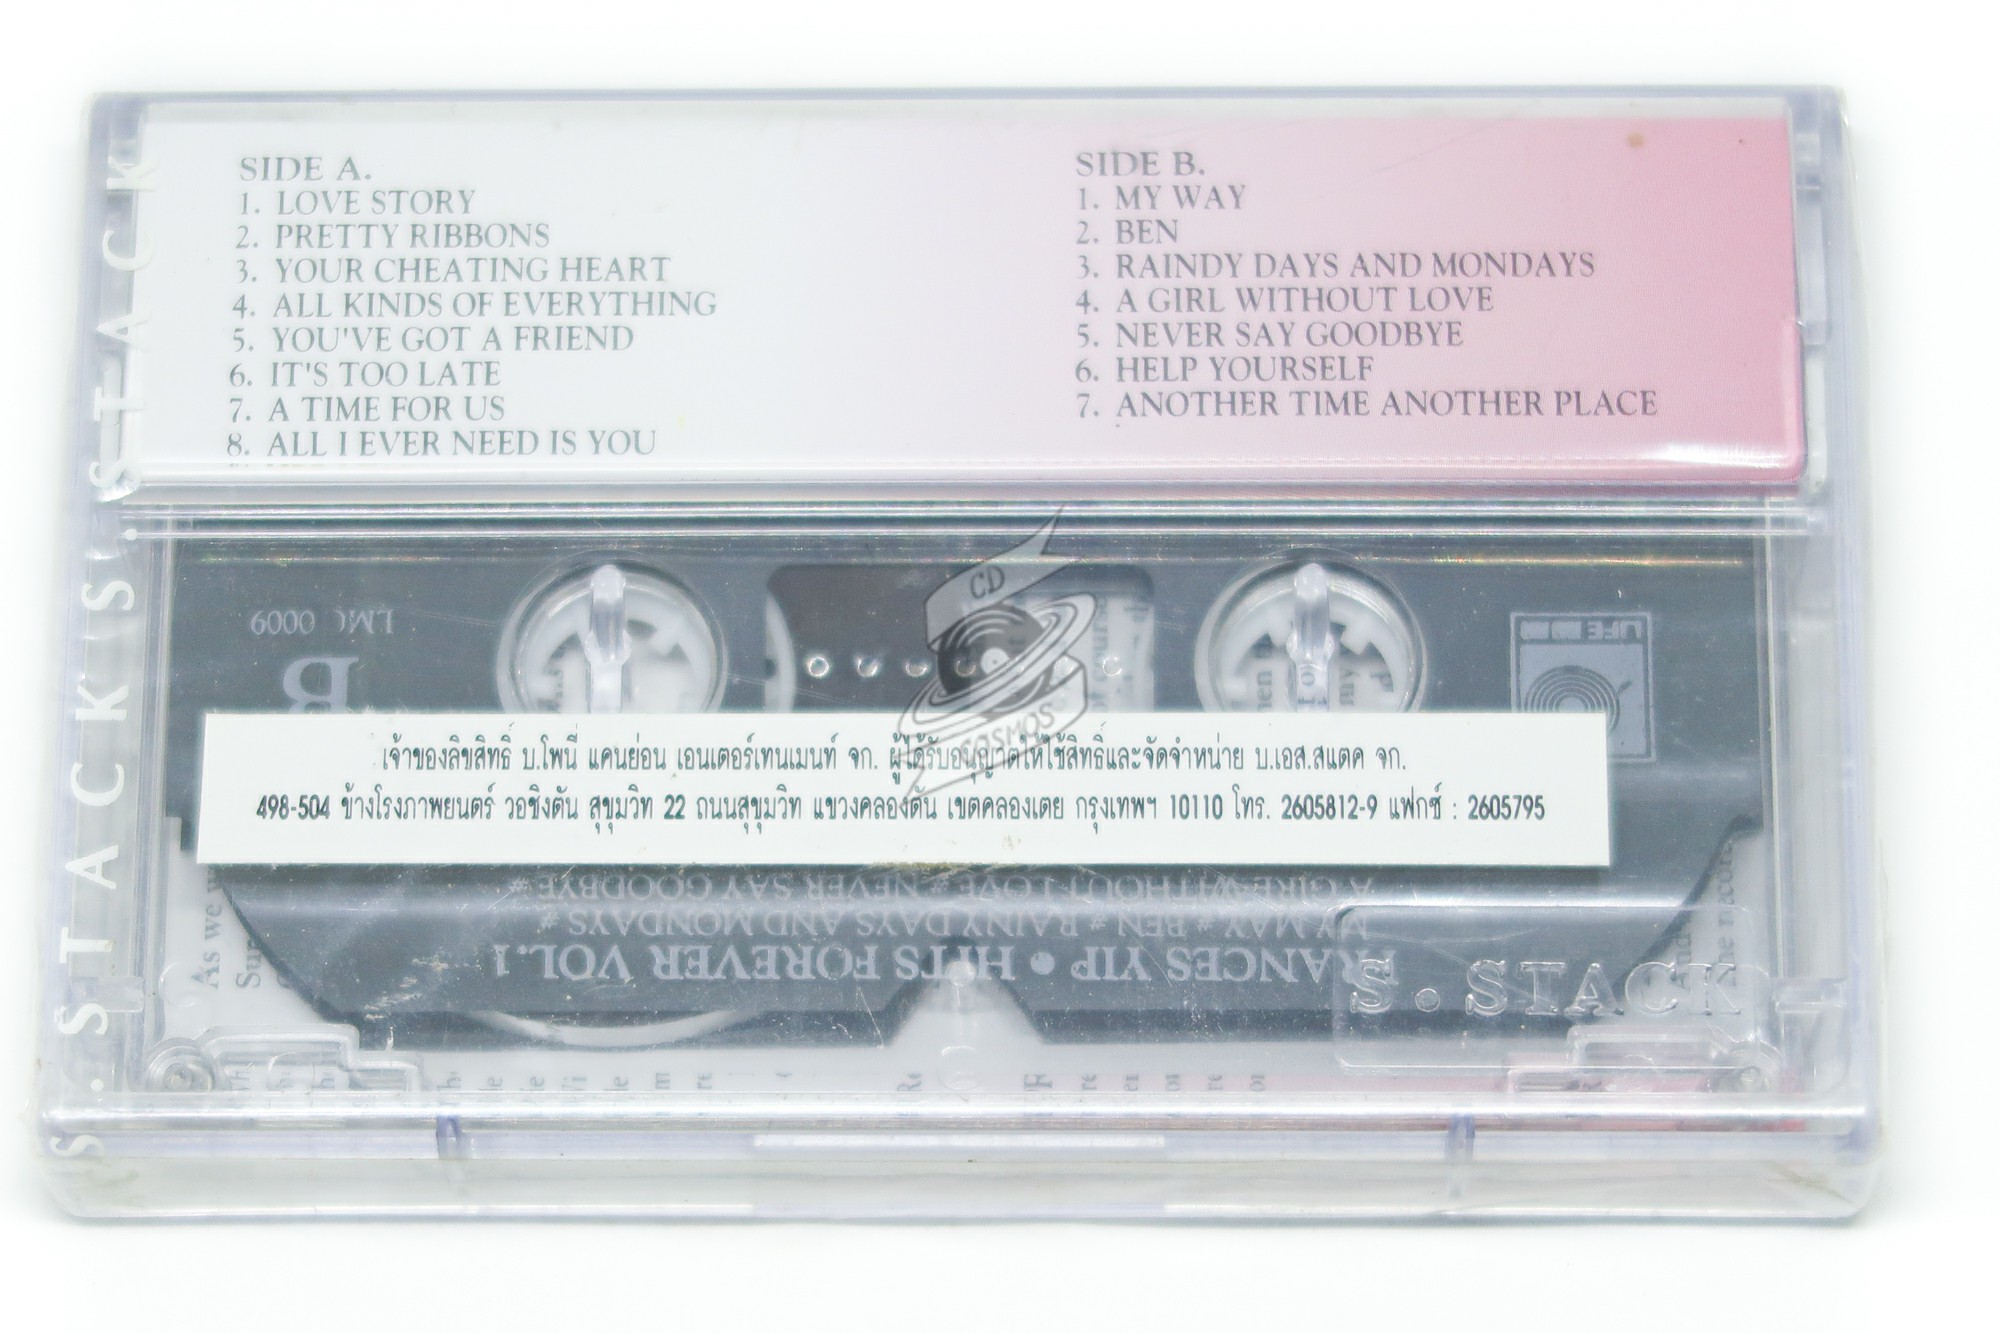 SIDE A.
1. LOVE STORY
2. PRETTY RIBBONS
3. YOUR CHEATING HEART
4. ALL KINDS OF EVERYTHING
5. YOU'VE GOT A FRIEND
6. IT'S TOO LATE
7. A TIME FOR US
8. ALL I EVER NEED IS YOU
SIDE B.
1. MY WAY
2. BEN
3. RAINDY DAYS AND MONDAYS
4. A GIRL WITHOUT LOVE
5. NEVER SAY GOODBYE
6. HELP YOURSELF
7. ANOTHER TIME ANOTHER PLACE
S.STACK S.STACK S.STACK
CD
COSMOS
LMC 0009
B
LIFE
เจ้าของลิขสิทธิ์ บ.โพนี่ แคนย่อน เอนเตอร์เทนเมนท์ จก. ผู้ได้รับอนุญาตให้ใช้สิทธิ์และจัดจำหน่าย บ.เอส.สแตค จก.
498-504 ข้างโรงภาพยนตร์ วอชิงตัน สุขุมวิท 22 ถนนสุขุมวิท แขวงคลองตัน เขตคลองเตย กรุงเทพฯ 10110 โทร. 2605812-9 แฟกซ์ : 2605795
RANCES YIP • HITS FOREVER VOL.1
MY MAY # BEN # RAINY DAYS AND MONDAYS #
A GIRL WITHOUT LOVE # NEVER SAY GOODBYE #
S.STACK